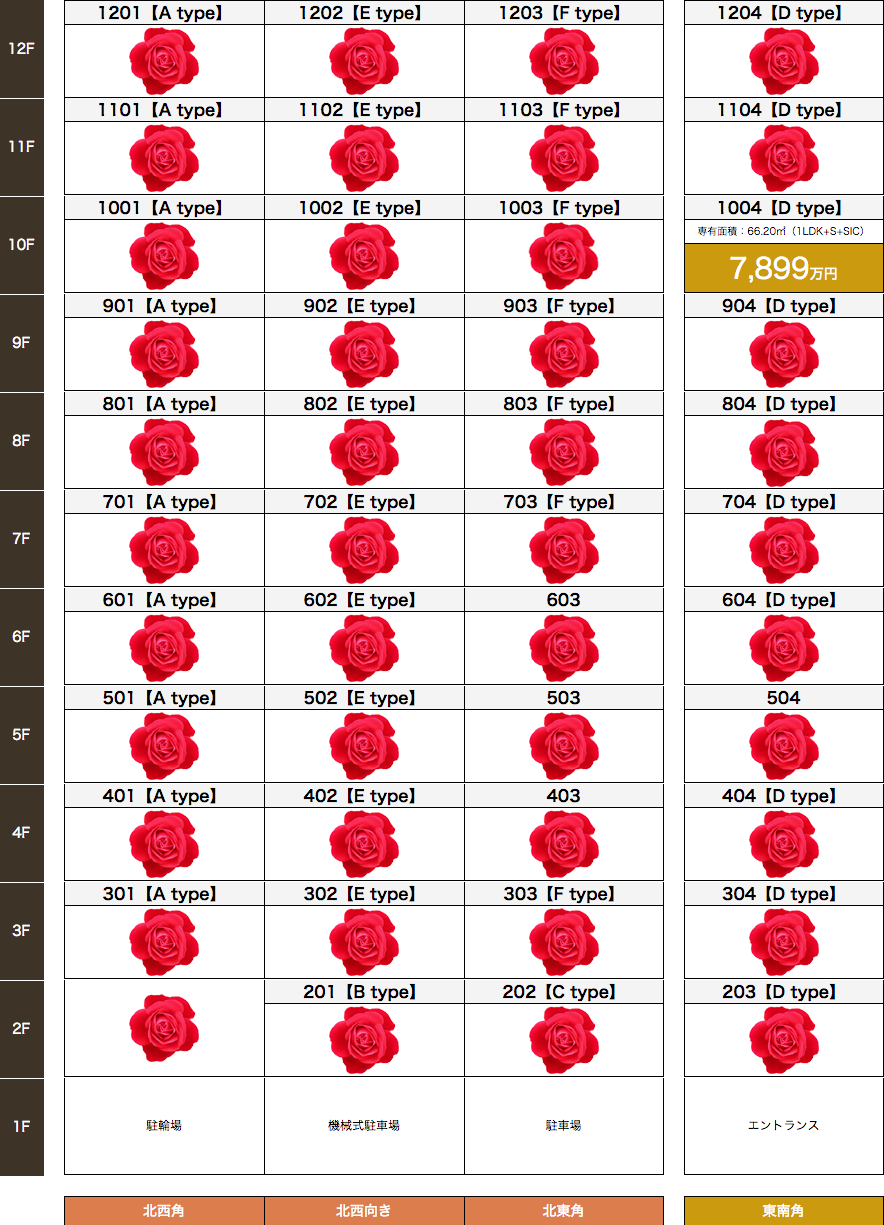 12F
1201【A type】 1202【E type】 1203【F type】 1204【D type】
11F
1101【A type】 1102【E type】 1103【F type】 1104【D type】
10F
1001【A type】 1002【E type】 1003【F type】 1004【D type】
専有面積：66.20㎡（1LDK+S+SIC）
7,899万円
9F
901【A type】 902【E type】 903【F type】 904【D type】
8F
801【A type】 802【E type】 803【F type】 804【D type】
7F
701【A type】 702【E type】 703【F type】 704【D type】
6F
601【A type】 602【E type】 603 604【D type】
5F
501【A type】 502【E type】 503 504
4F
401【A type】 402【E type】 403 404【D type】
3F
301【A type】 302【E type】 303【F type】 304【D type】
2F
201【B type】 202【C type】 203【D type】
1F
駐輪場 機械式駐車場 駐車場 エントランス
北西角 北西向き 北東角 東南角